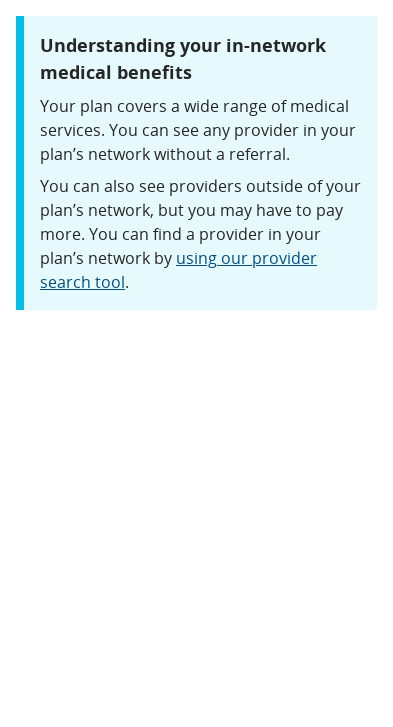 Understanding your in-network
medical benefits
Your plan covers a wide range of medical
services. You can see any provider in your
plan’s network without a referral.
You can also see providers outside of your
plan’s network, but you may have to pay
more. You can find a provider in your
plan’s network by using our provider
search tool.